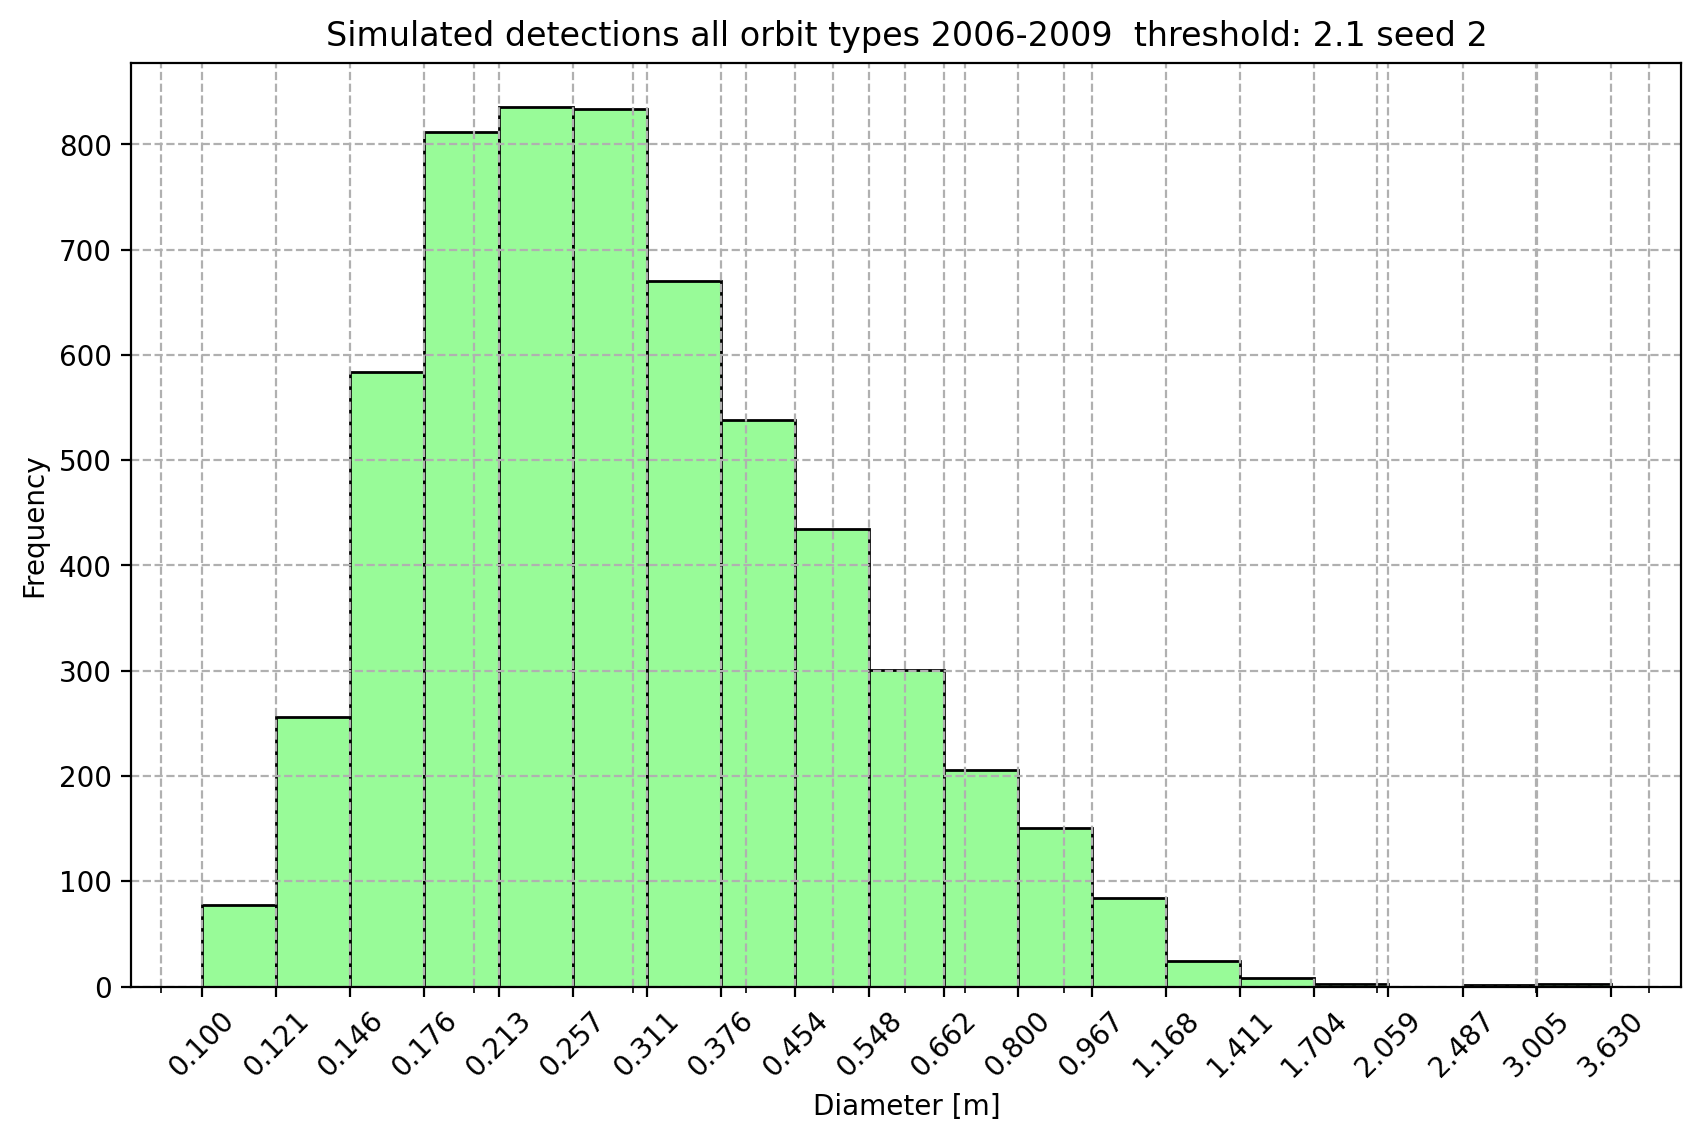 Simulated detections all orbit types 2006-2009  threshold: 2.1 seed 2
Frequency
800
700
600
500
400
300
200
100
0
0.100 0.121 0.146 0.176 0.213 0.257 0.311 0.376 0.454 0.548 0.662 0.800 0.967 1.168 1.411 1.704 2.059 2.487 3.005 3.630
Diameter [m]